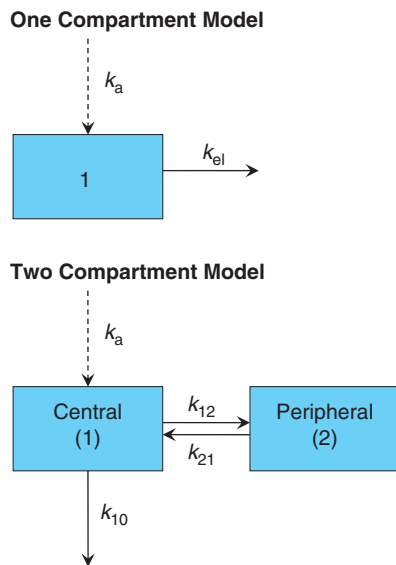 One Compartment Model
ka
1
kel
Two Compartment Model
ka
Central
(1)
k12
k21
Peripheral
(2)
k10